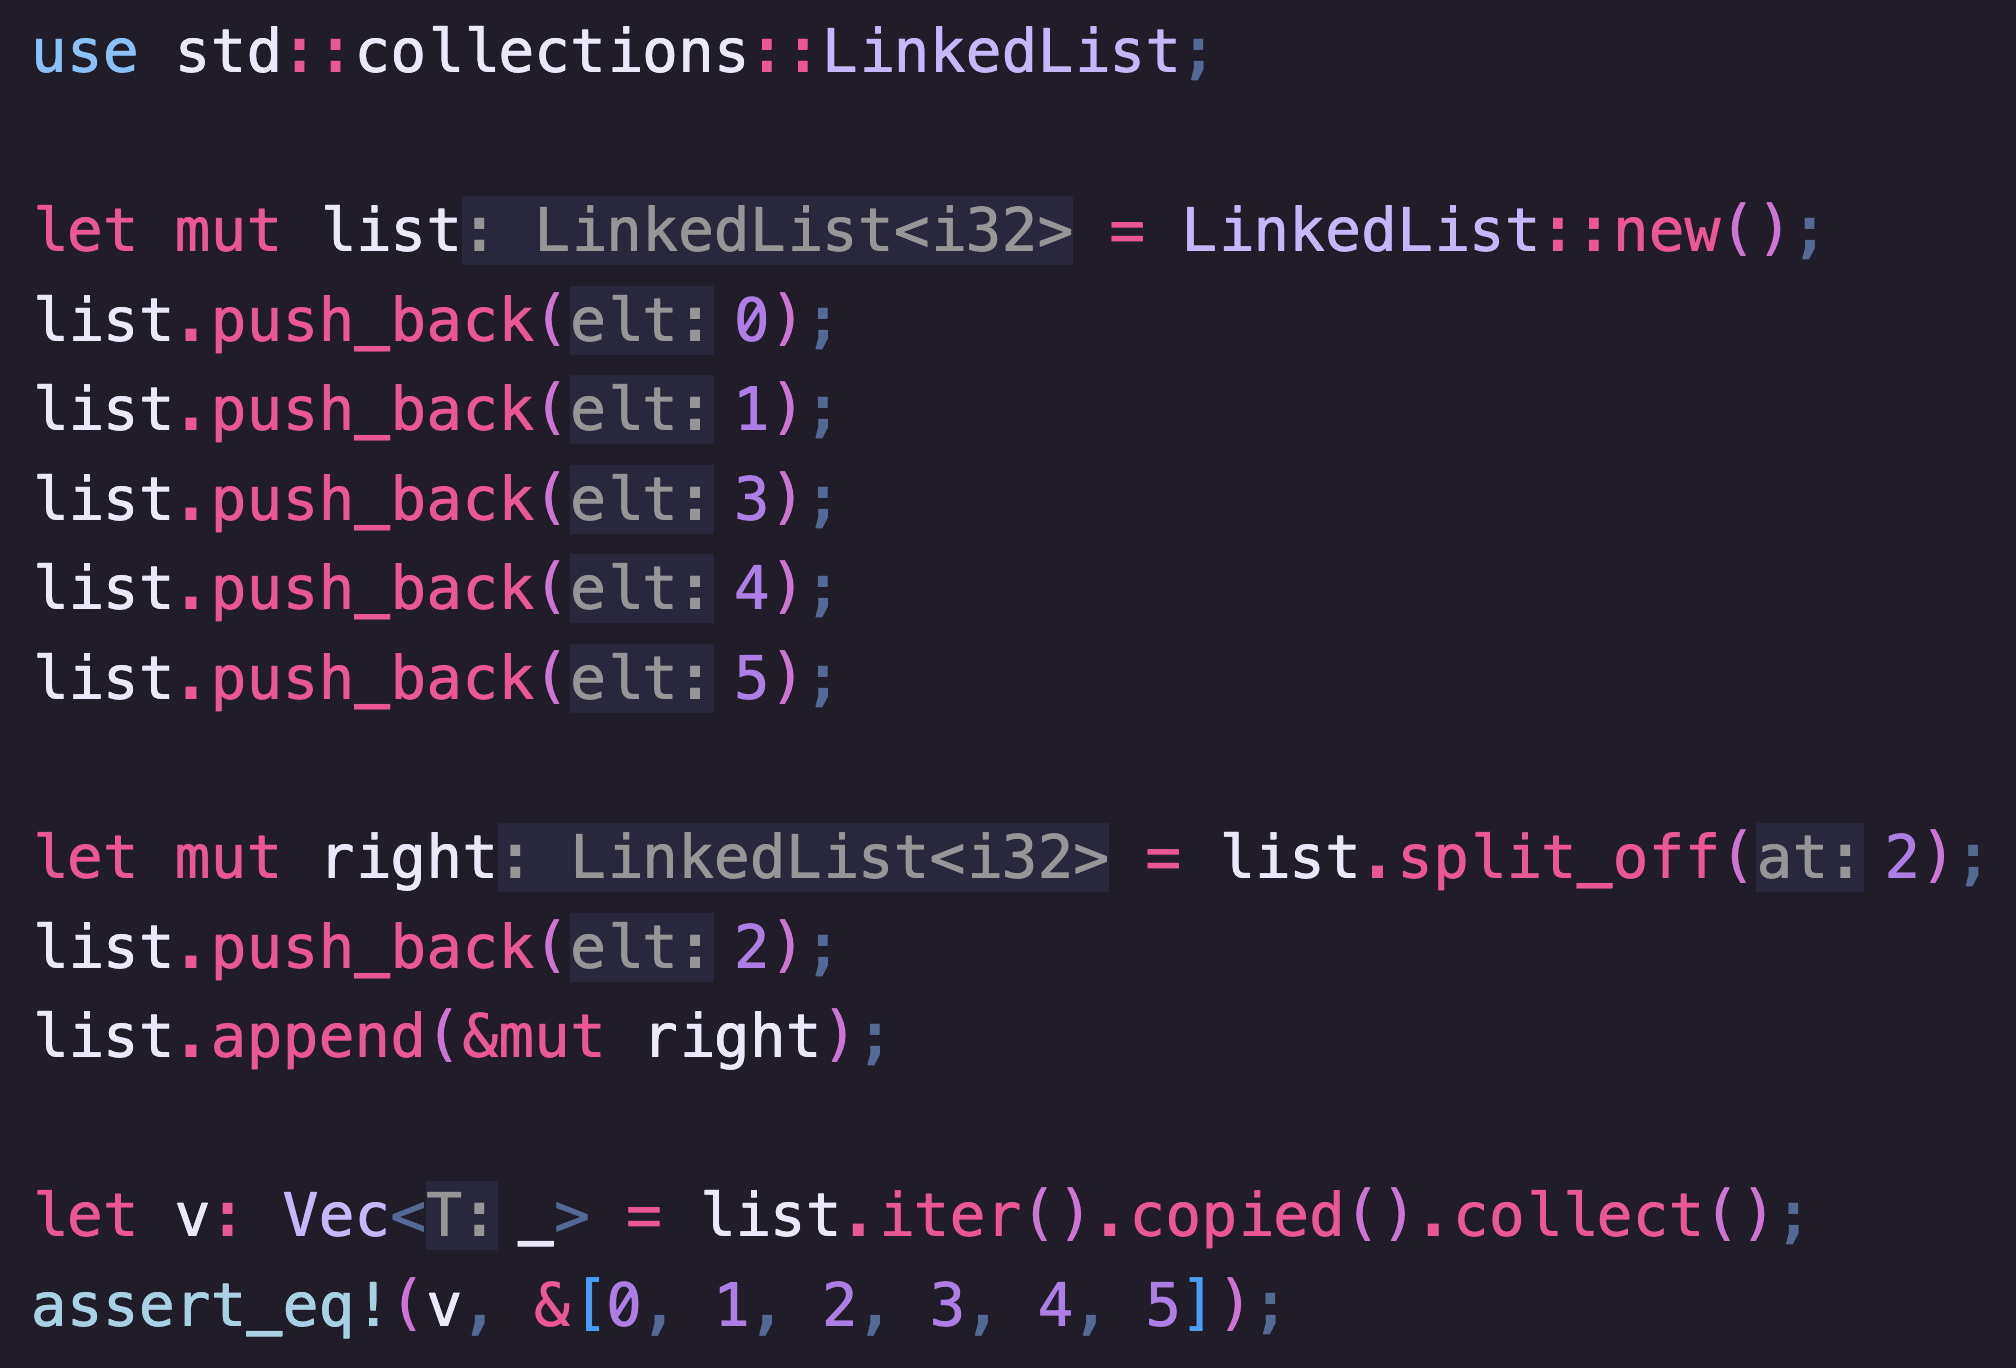 use std::collections::LinkedList;
let mut list: LinkedList<i32> = LinkedList::new();
list.push_back(elt: 0);
list.push_back(elt: 1);
list.push_back(elt: 3);
list.push_back(elt: 4);
list.push_back(elt: 5);
let mut right: LinkedList<i32> = list.split_off(at: 2);
list.push_back(elt: 2);
list.append(&mut right);
let v: Vec<T: _> = list.iter().copied().collect();
assert_eq!(v, &[0, 1, 2, 3, 4, 5]);